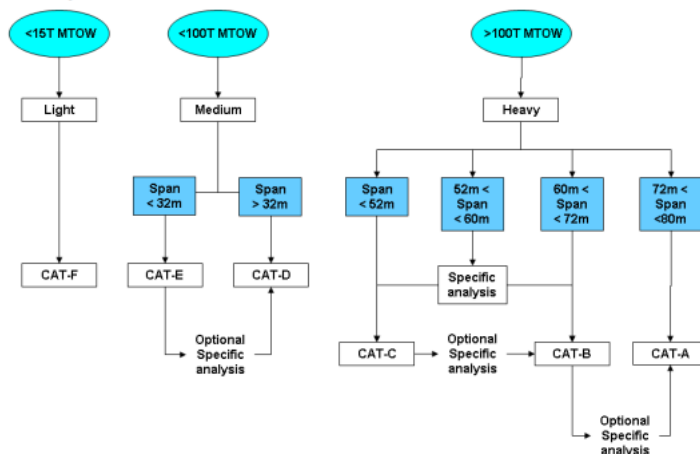 <15T MTOW
<100T MTOW
>100T MTOW
Light
Medium
Heavy
Span
< 32m
Span
> 32m
Span
< 52m
52m <
Span
< 60m
60m <
Span
< 72m
72m <
Span
<80m
CAT-F
CAT-E
CAT-D
Specific
analysis
Optional
Specific
analysis
CAT-C
Optional
Specific
analysis
CAT-B
CAT-A
Optional
Specific
analysis